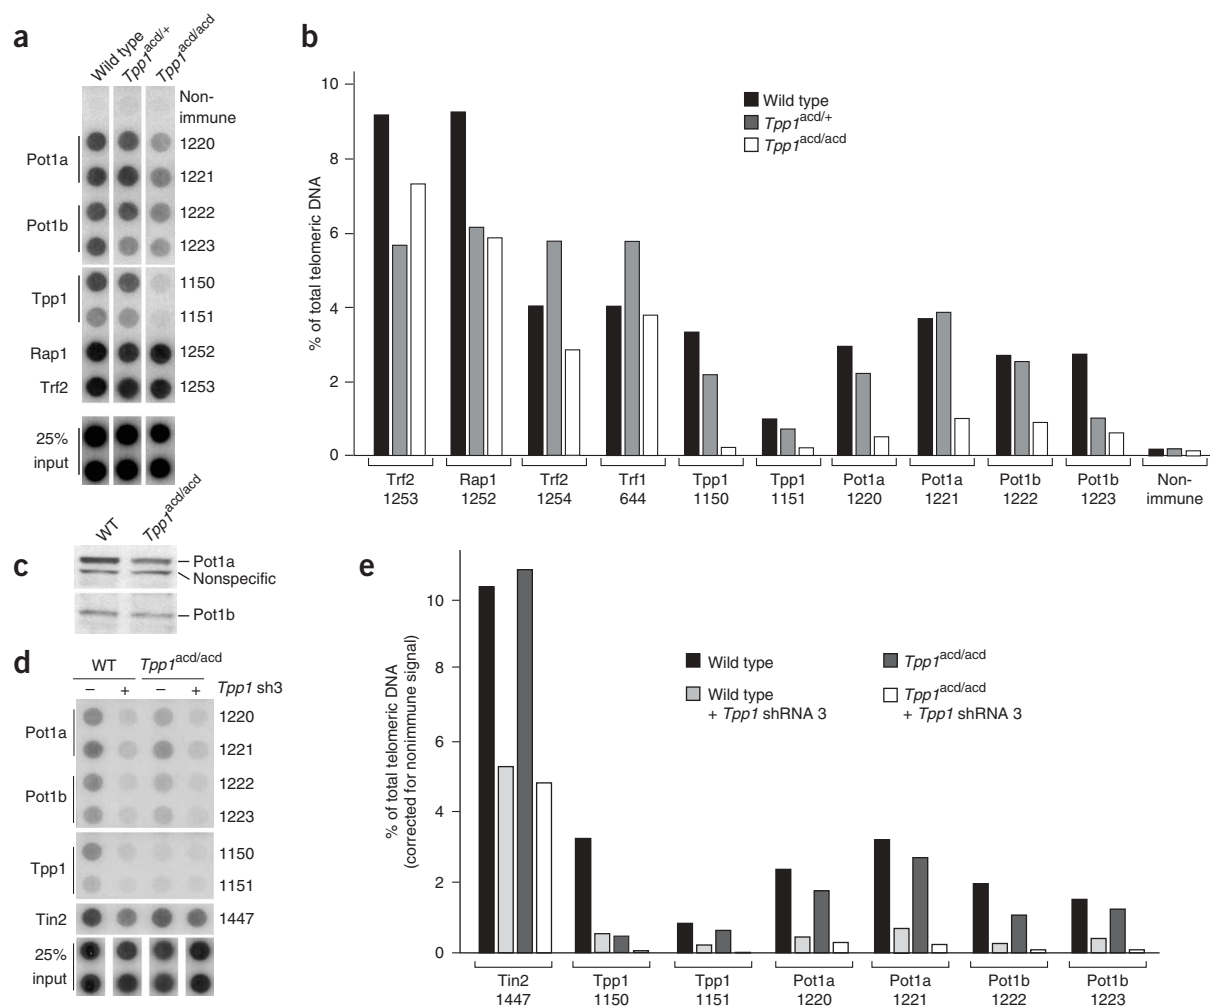 a
Wild type
Tpp1acd/+
Tpp1acd/acd
Non-
immune
Pot1a
1220
1221
Pot1b
1222
1223
Tpp1
1150
1151
Rap1
1252
Trf2
1253
25%
input
b
% of total telomeric DNA
10
8
6
4
2
0
Wild type
Tpp1acd/+
Tpp1acd/acd
Trf2
1253
Rap1
1252
Trf2
1254
Trf1
644
Tpp1
1150
Tpp1
1151
Pot1a
1220
Pot1a
1221
Pot1b
1222
Pot1b
1223
Non-
immune
c
WT
Tpp1acd/acd
Pot1a
Nonspecific
Pot1b
d
WT
Tpp1acd/acd
– + – + Tpp1 sh3
Pot1a
1220
1221
Pot1b
1222
1223
Tpp1
1150
1151
Tin2
1447
25%
input
e
% of total telomeric DNA
(corrected for nonimmune signal)
10
8
6
4
2
0
Wild type
Wild type
+ Tpp1 shRNA 3
Tpp1acd/acd
Tpp1acd/acd
+ Tpp1 shRNA 3
Tin2
1447
Tpp1
1150
Tpp1
1151
Pot1a
1220
Pot1a
1221
Pot1b
1222
Pot1b
1223